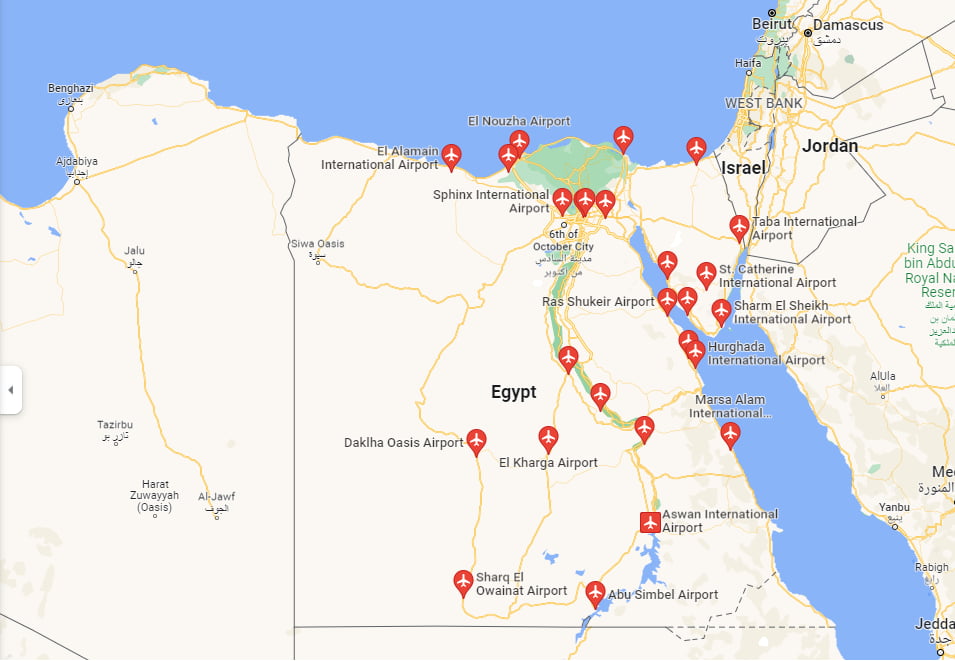 Beirut
بيروت
Damascus
دمشق
Haifa
Benghazi
بنغازي
WEST BANK
El Nouzha Airport
Jordan
El Alamain
International Airport
Ajdabiya
إجدابيا
Israel
Sphinx International
Airport
Taba International
Airport
6th of
October City
مدينة السادس
من أكتوبر
Siwa Oasis
سيرة
Jalu
جالو
King Sa
bin Abdu
Royal Na
Reser
St. Catherine
International Airport
Ras Shukeir Airport
Sharm El Sheikh
International Airport
Hurghada
International Airport
AlUla
العلا
Egypt
Marsa Alam
International...
Tazirbu
تازر بو
Daklha Oasis Airport
El Kharga Airport
Harat
Zuwayyah
(Oasis)
Al-Jawf
الجوف
Med
المنورة
Yanbu
ينبع
Aswan International
Airport
Rabigh
رابغ
Sharq El
Owainat Airport
Abu Simbel Airport
Jedda
جدة